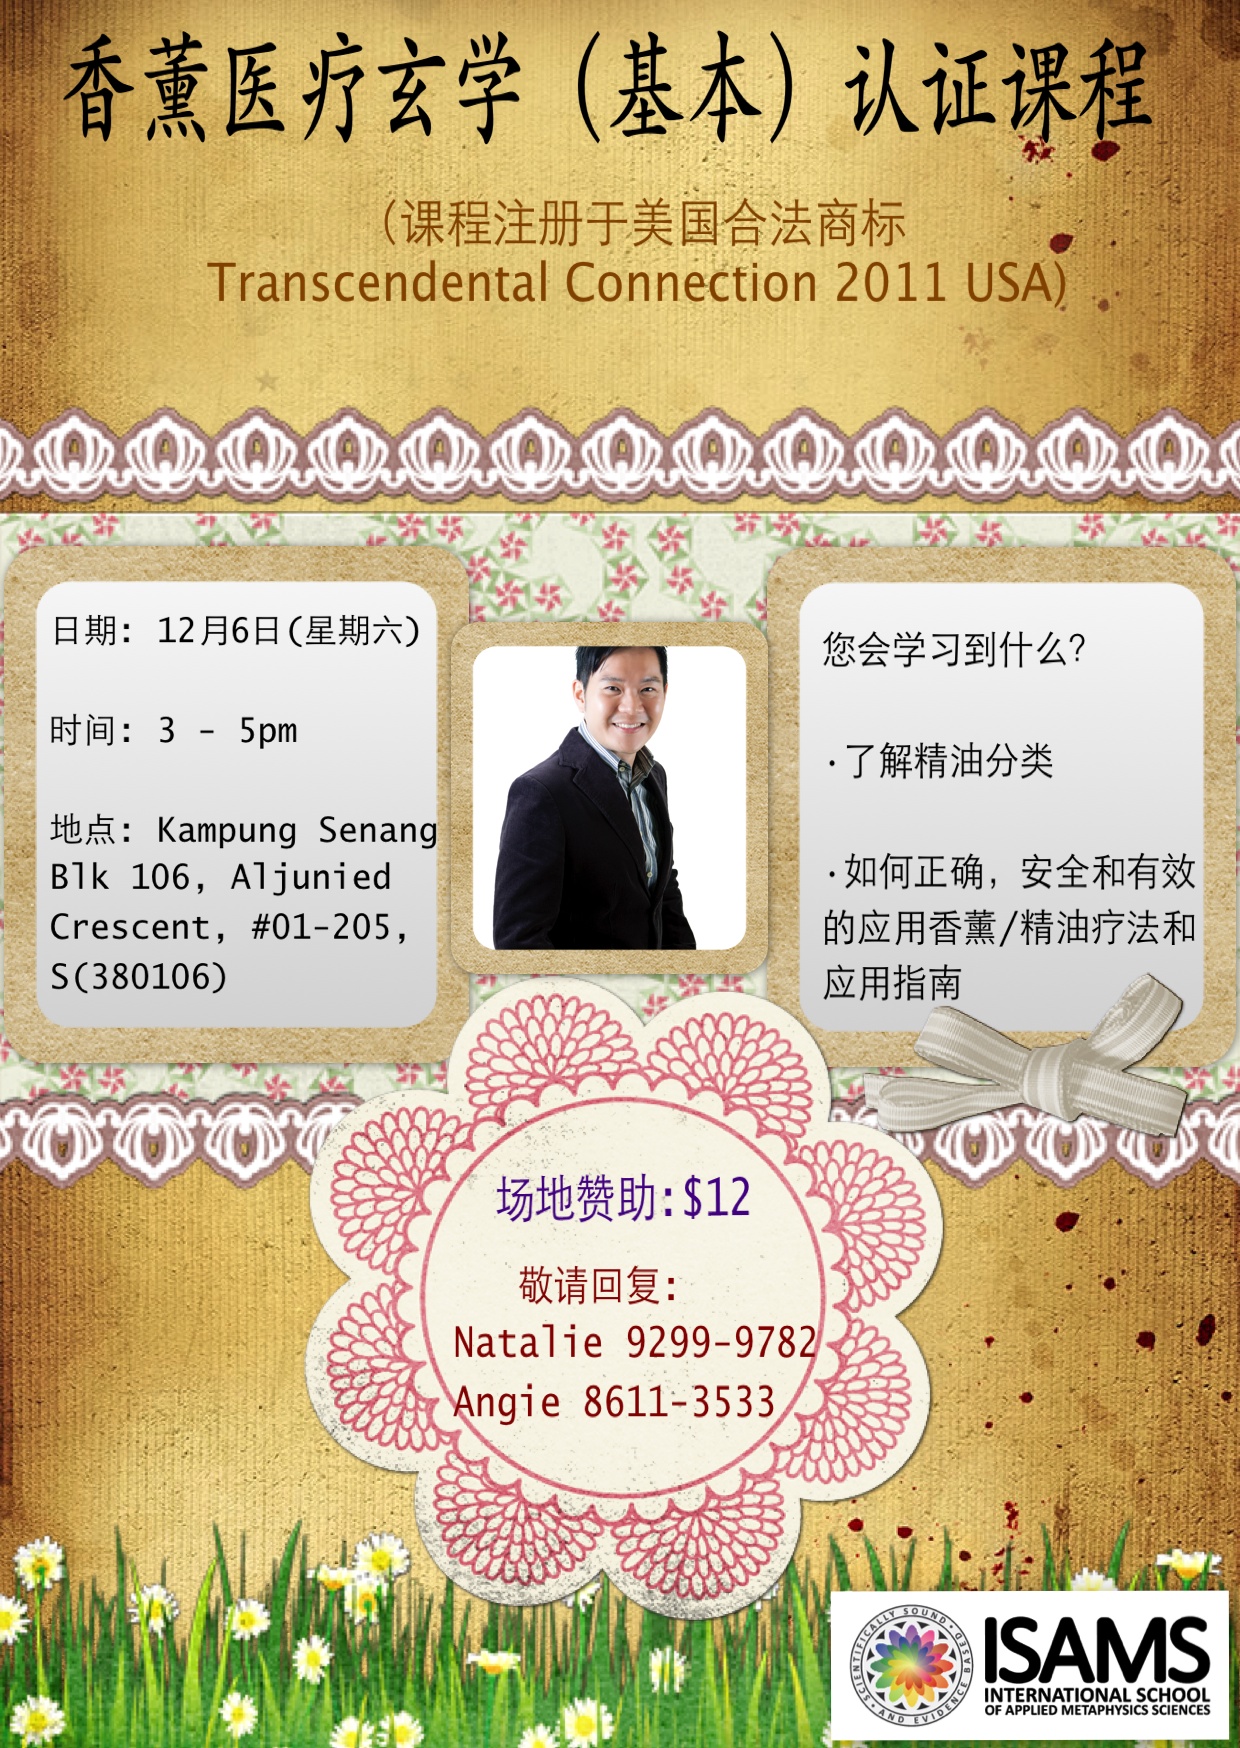 香薰医疗玄学（基本）认证课程
（课程注册于美国合法商标
Transcendental Connection 2011 USA)
日期: 12月6日(星期六)
时间: 3 - 5pm
地点: Kampung Senang
Blk 106, Aljunied
Crescent, #01-205,
S(380106)
您会学习到什么?
·了解精油分类
·如何正确，安全和有效
的应用香薰/精油疗法和
应用指南
场地赞助:$12
敬请回复:
Natalie 9299-9782
Angie 8611-3533
SCIENTIFICALLY SOUND • AND EVIDENCE BASED •
ISAMS
INTERNATIONAL SCHOOL
OF APPLIED METAPHYSICS SCIENCES